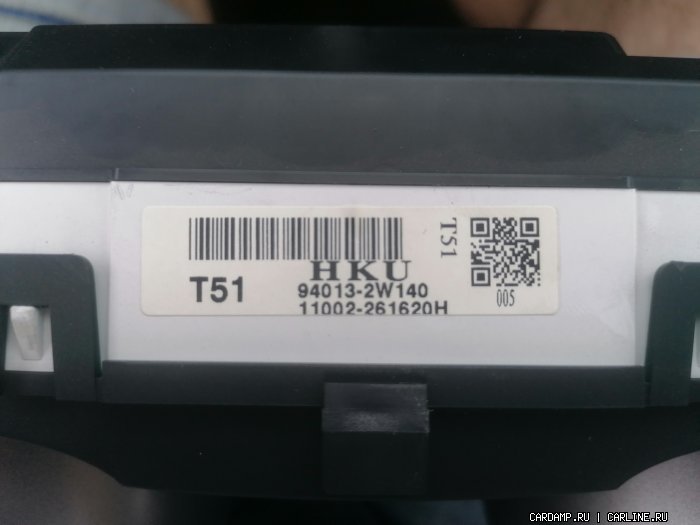 T51
HKU
T51
94013-2W140
11002-261620H
005
CARDAMP.RU | CARLINE.RU